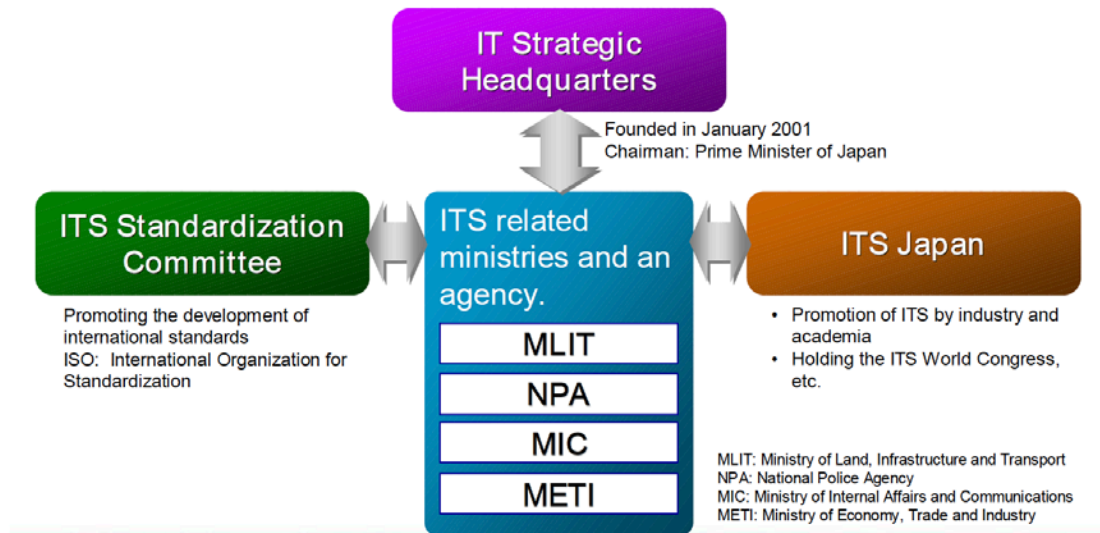 IT Strategic
Headquarters
Founded in January 2001
Chairman: Prime Minister of Japan
ITS Standardization
Committee
Promoting the development of
international standards
ISO:  International Organization for
Standardization
ITS related
ministries and an
agency.
MLIT
NPA
MIC
METI
ITS Japan
• Promotion of ITS by industry and
academia
• Holding the ITS World Congress,
etc.
MLIT: Ministry of Land, Infrastructure and Transport
NPA: National Police Agency
MIC: Ministry of Internal Affairs and Communications
METI: Ministry of Economy, Trade and Industry